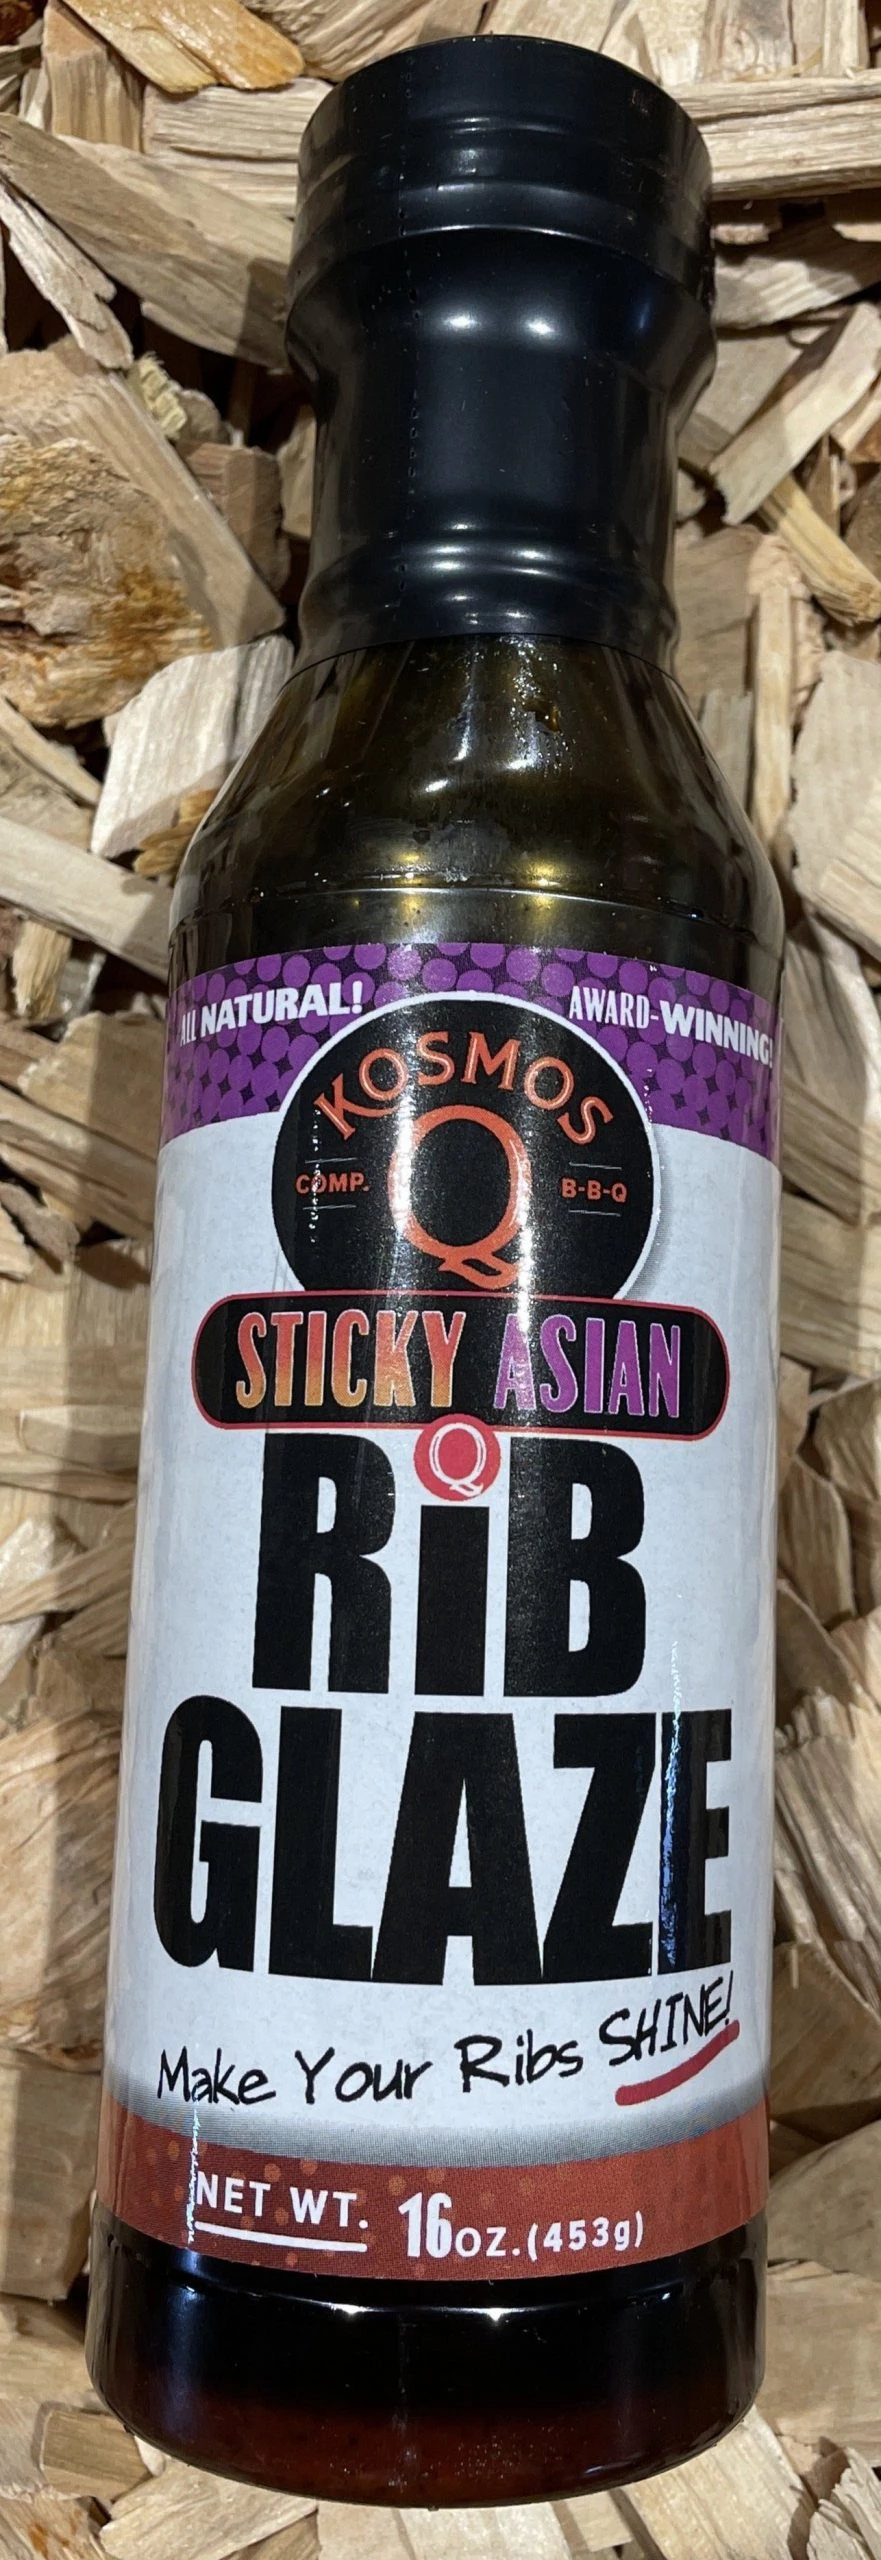 ALL NATURAL!
AWARD-WINNING!
KOSMOS
COMP. Q B-B-Q
STICKY ASIAN
Q
RiB
GLAZE
Make Your Ribs SHINE!
NET WT. 16oz.(453g)